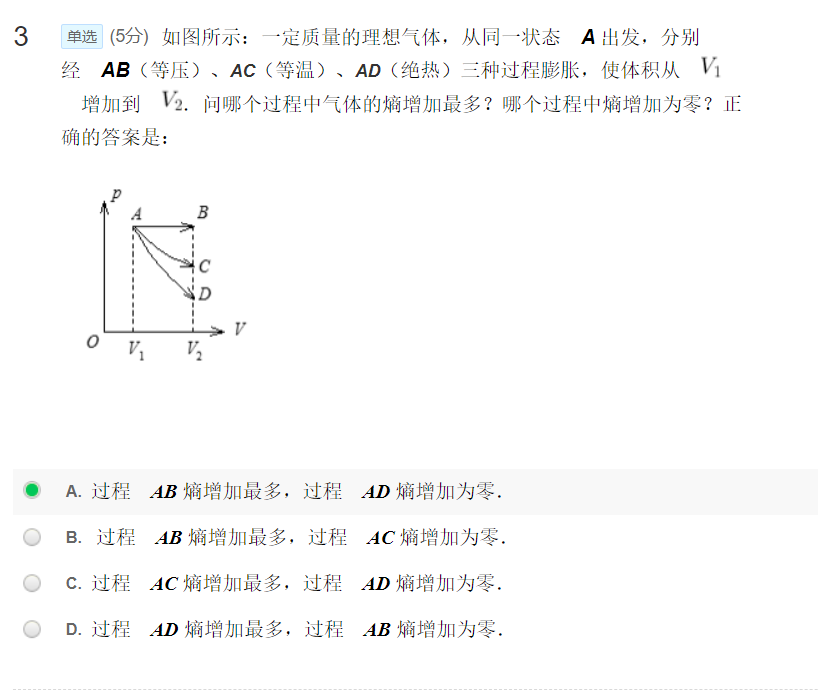 3 单选 (5分) 如图所示：一定质量的理想气体，从同一状态 A 出发，分别
经 AB（等压）、AC（等温）、AD（绝热）三种过程膨胀，使体积从 V₁
增加到 V₂．问哪个过程中气体的熵增加最多？哪个过程中熵增加为零？正
确的答案是：
p
A B
C
D
O V₁ V₂ V
A. 过程 AB 熵增加最多，过程 AD 熵增加为零．
B. 过程 AB 熵增加最多，过程 AC 熵增加为零．
C. 过程 AC 熵增加最多，过程 AD 熵增加为零．
D. 过程 AD 熵增加最多，过程 AB 熵增加为零．